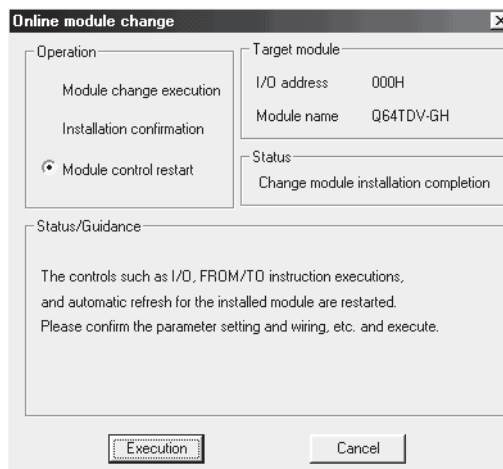 Online module change
Operation
Module change execution
Installation confirmation
Module control restart
Target module
I/O address 000H
Module name Q64TDV-GH
Status
Change module installation completion
Status/Guidance
The controls such as I/O, FROM/TO instruction executions,
and automatic refresh for the installed module are restarted.
Please confirm the parameter setting and wiring, etc. and execute.
Execution Cancel